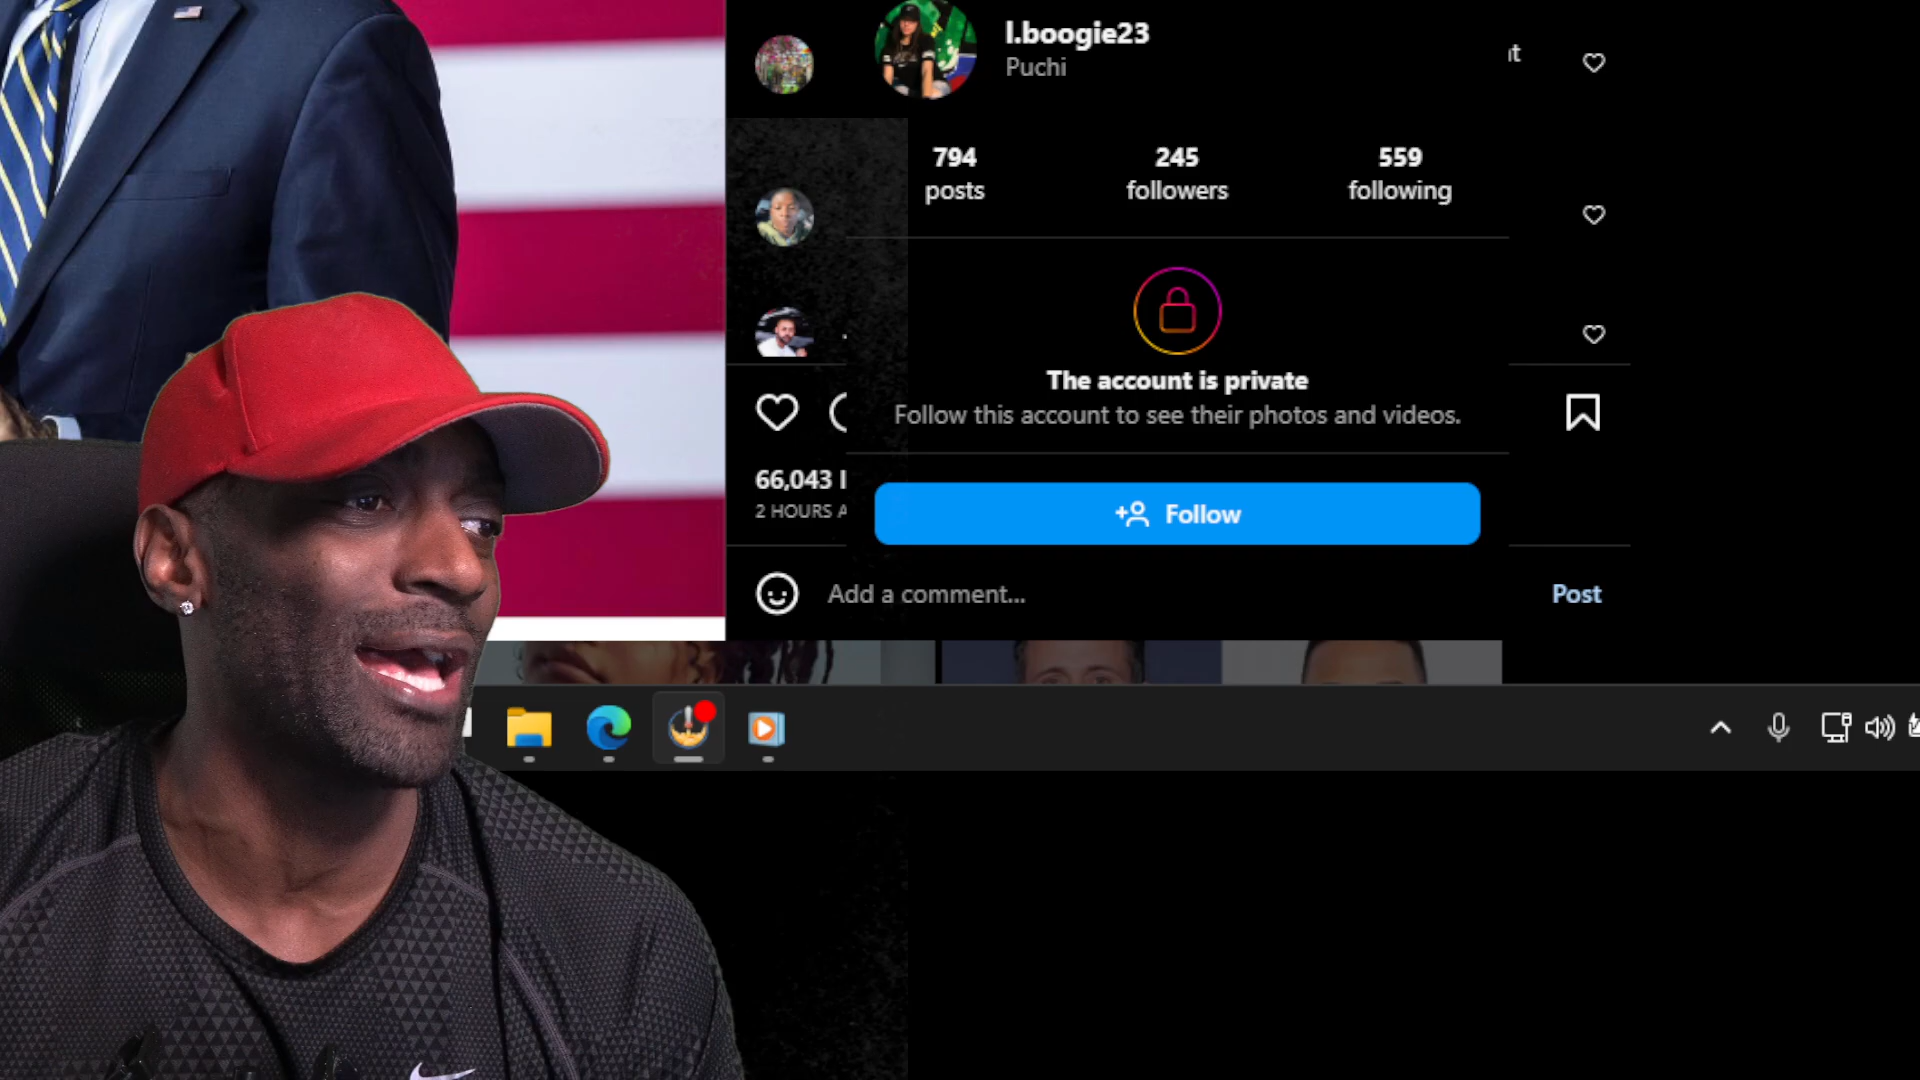 l.boogie23
Puchi
794
posts
245
followers
559
following
The account is private
Follow this account to see their photos and videos.
66,043
2 HOURS
Follow
Add a comment...
Post